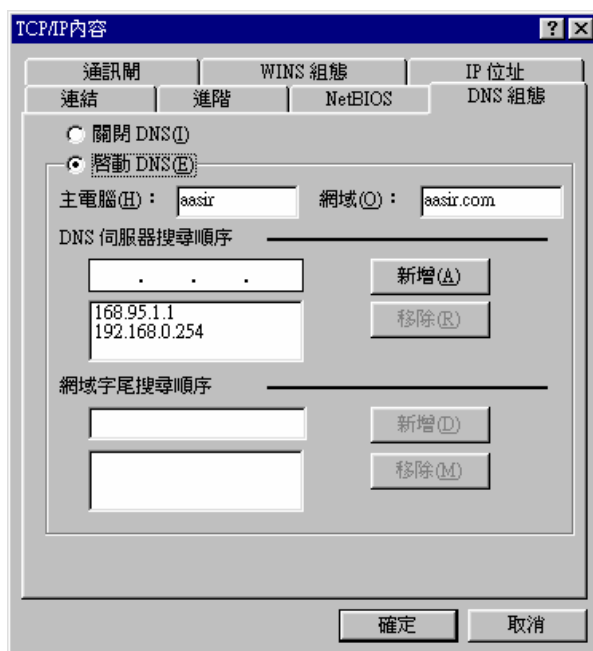 TCP/IP內容
通訊閘 WINS 組態 IP 位址
連結 進階 NetBIOS DNS 組態
關閉 DNS(I)
啓動 DNS(E)
主電腦(H)： aasir 網域(O)： aasir.com
DNS 伺服器搜尋順序
. . . 新增(A)
168.95.1.1 移除(R)
192.168.0.254
網域字尾搜尋順序
新增(D)
移除(M)
確定 取消